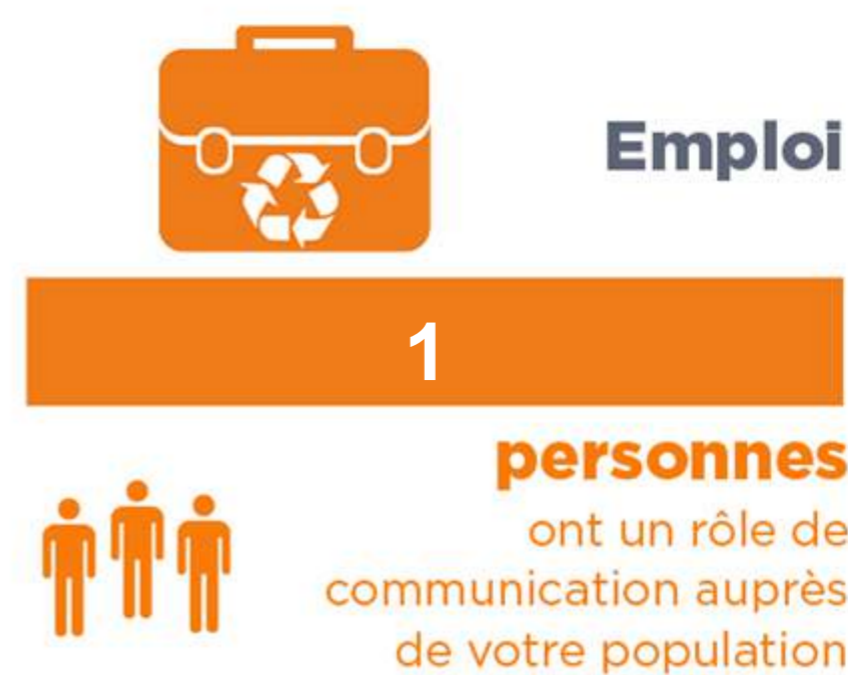 Emploi
1
personnes
ont un rôle de
communication auprès
de votre population